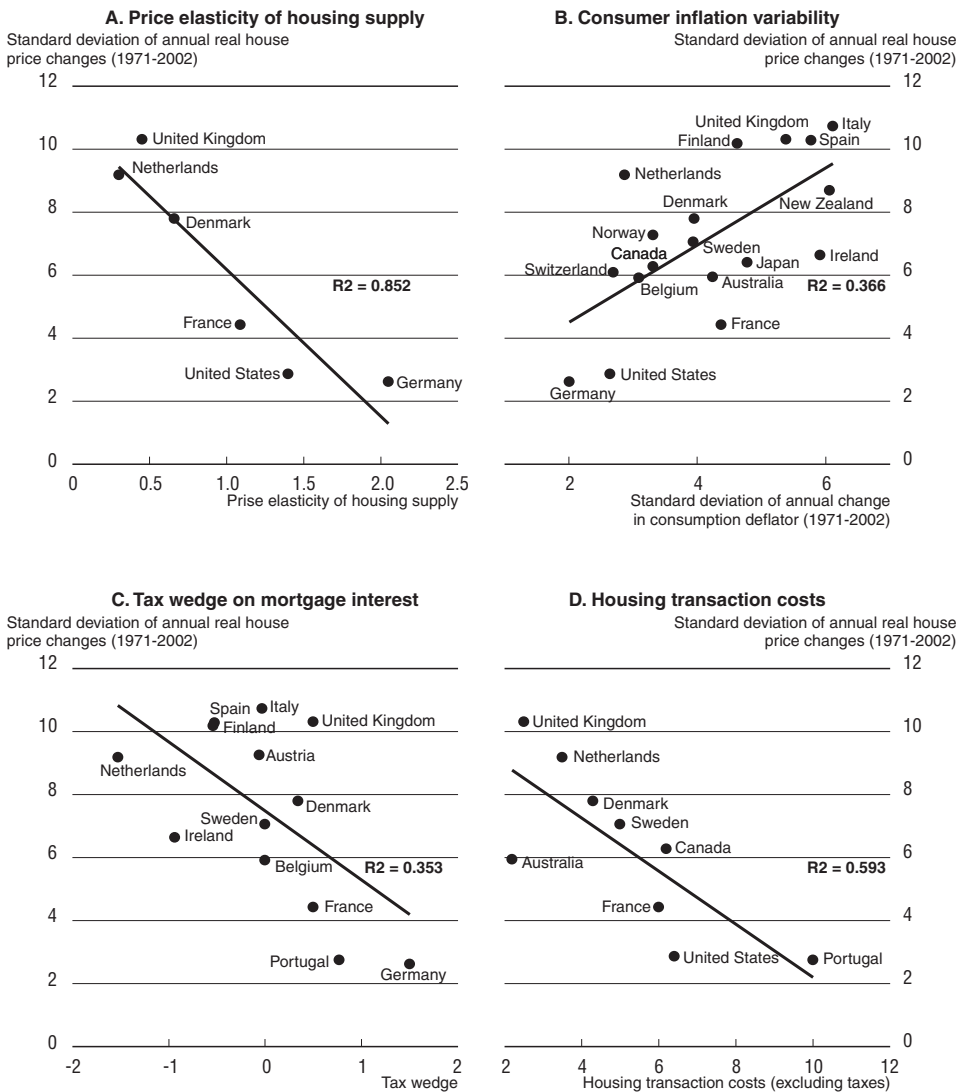 A. Price elasticity of housing supply
Standard deviation of annual real house
price changes (1971-2002)
12
10
8
6
4
2
0
United Kingdom
Netherlands
Denmark
R2 = 0.852
France
United States
Germany
0 0.5 1.0 1.5 2.0 2.5
Prise elasticity of housing supply
B. Consumer inflation variability
Standard deviation of annual real house
price changes (1971-2002)
12
10
8
6
4
2
0
United Kingdom
Italy
Finland
Spain
Netherlands
New Zealand
Denmark
Norway
Sweden
Canada
Ireland
Switzerland
Japan
Belgium
Australia
R2 = 0.366
France
United States
Germany
2 4 6
Standard deviation of annual change
in consumption deflator (1971-2002)
C. Tax wedge on mortgage interest
Standard deviation of annual real house
price changes (1971-2002)
12
10
8
6
4
2
0
Spain
Italy
Finland
United Kingdom
Austria
Netherlands
Denmark
Sweden
Ireland
Belgium
R2 = 0.353
France
Portugal
Germany
-2 -1 0 1 2
Tax wedge
D. Housing transaction costs
Standard deviation of annual real house
price changes (1971-2002)
12
10
8
6
4
2
0
United Kingdom
Netherlands
Denmark
Sweden
Canada
Australia
R2 = 0.593
France
United States
Portugal
2 4 6 8 10 12
Housing transaction costs (excluding taxes)